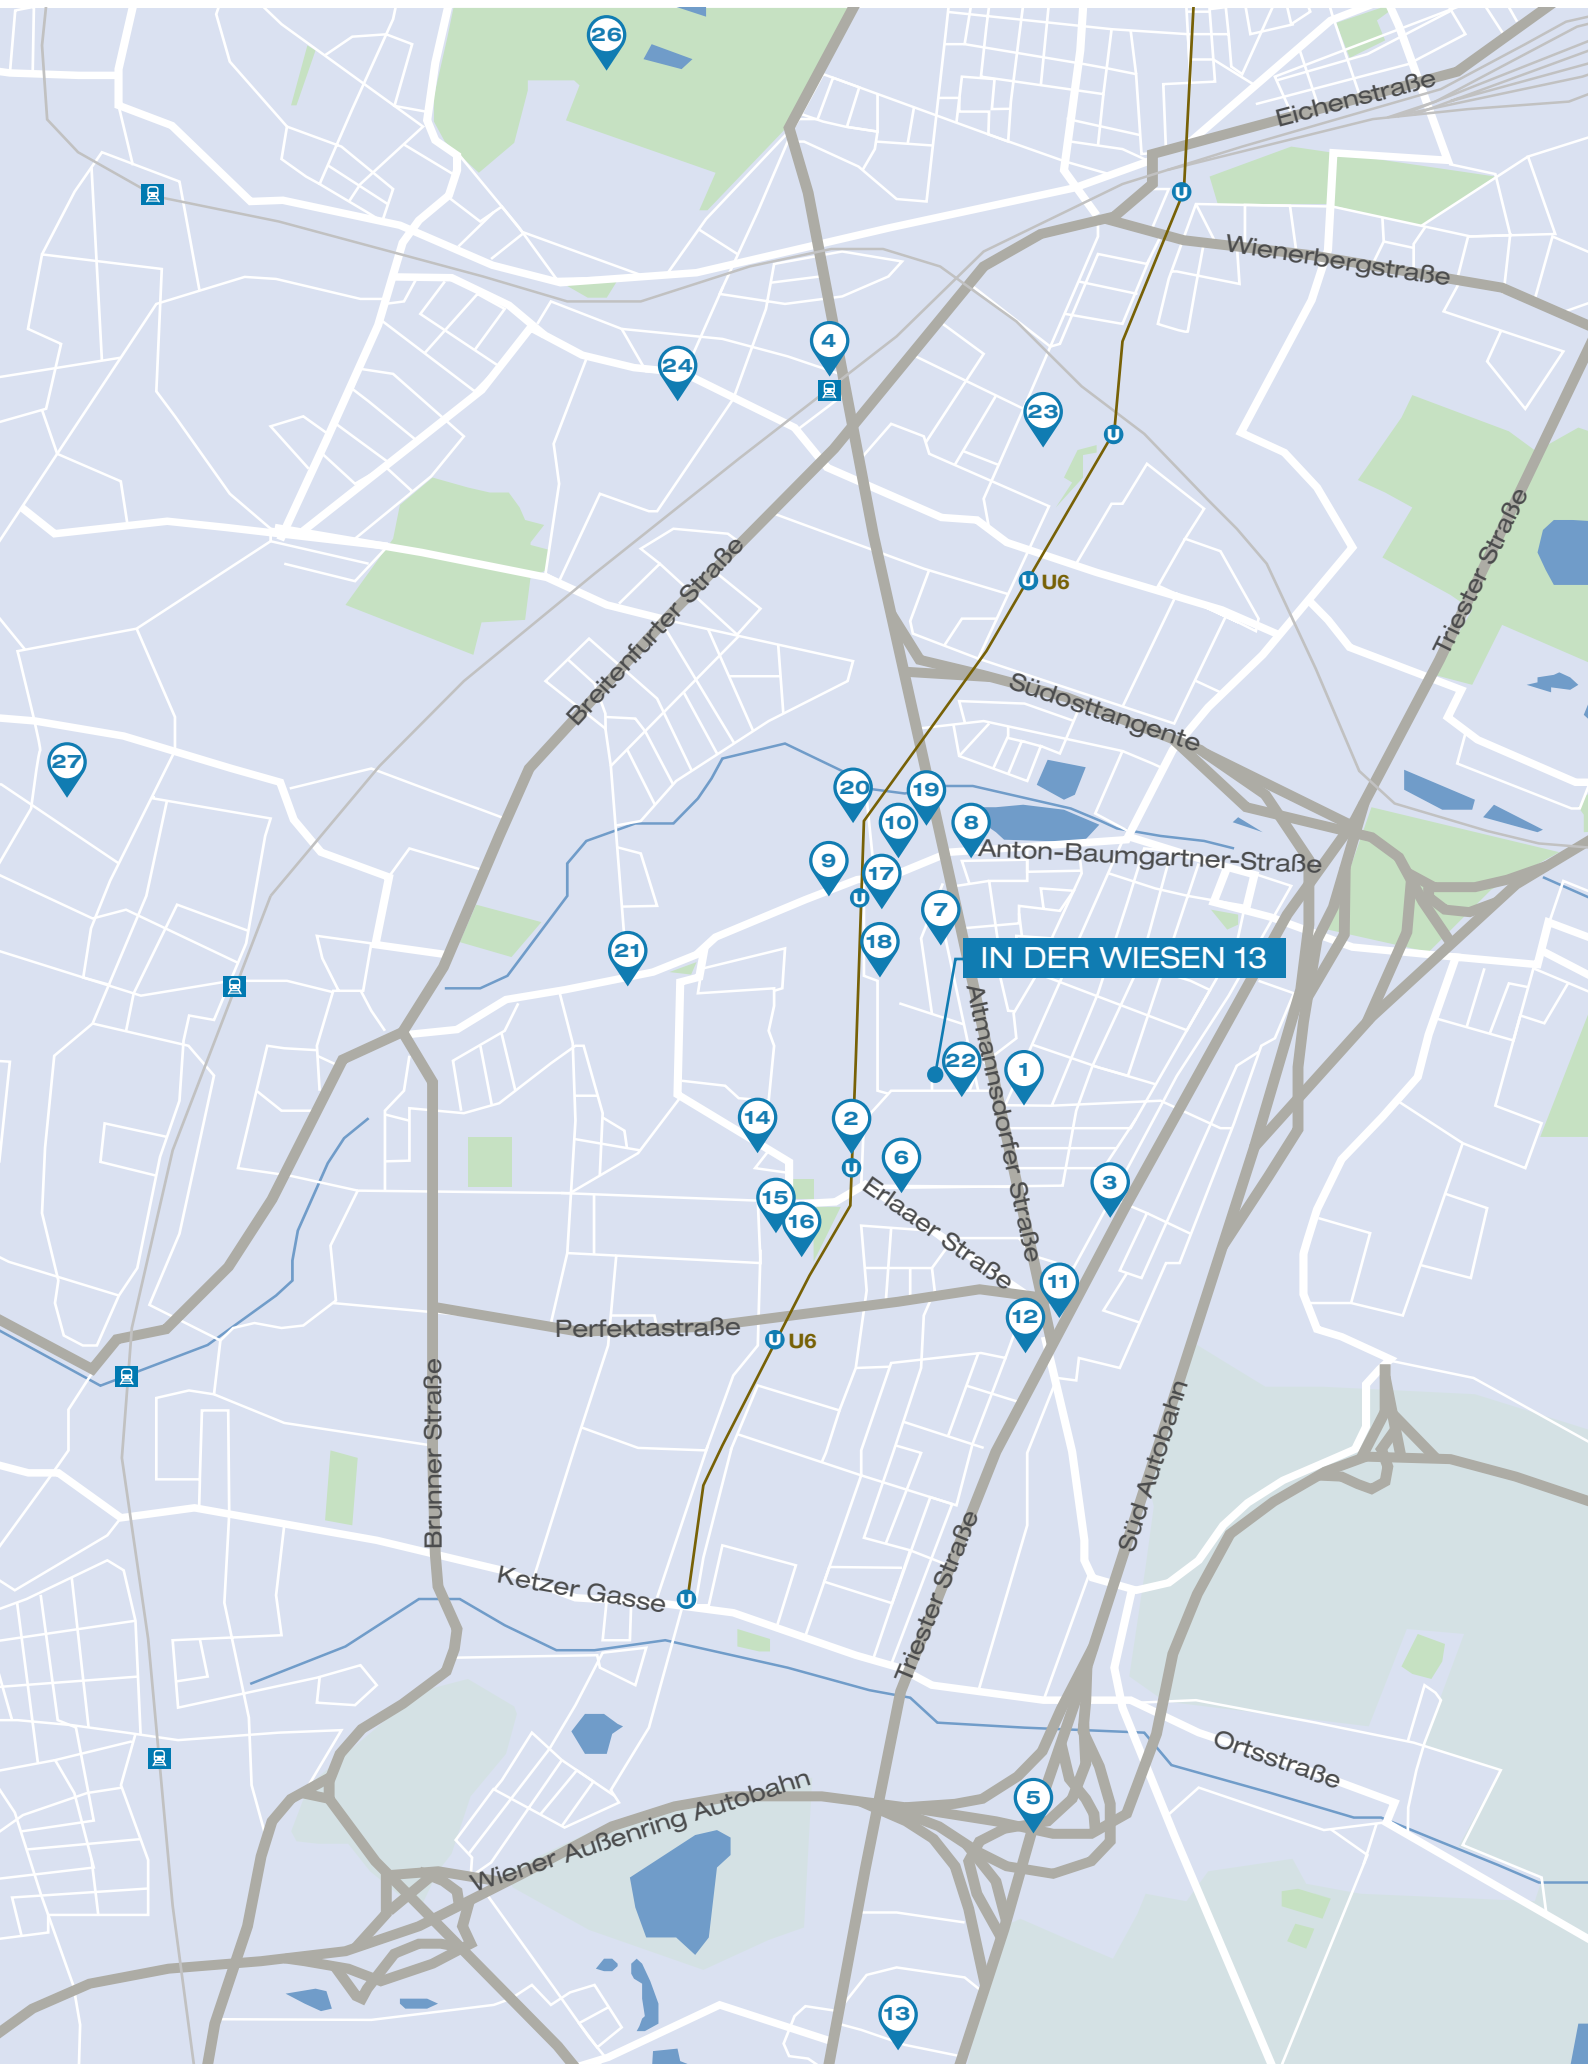 26
Eichenstraße
U
Wienerbergstraße
4
24
23
U
Triester Straße
Breitenfurter Straße
U U6
Südosttangente
27
20
19
10
8
Anton-Baumgartner-Straße
9
17
U
7
18
21
IN DER WIESEN 13
Altmannsdorfer Straße
22
1
14
2
U
6
3
Erlaaer Straße
15
16
11
12
Perfektastraße
U U6
Brunner Straße
Süd Autobahn
Triester Straße
Ketzer Gasse
U
Ortsstraße
Wiener Außenring Autobahn
5
13